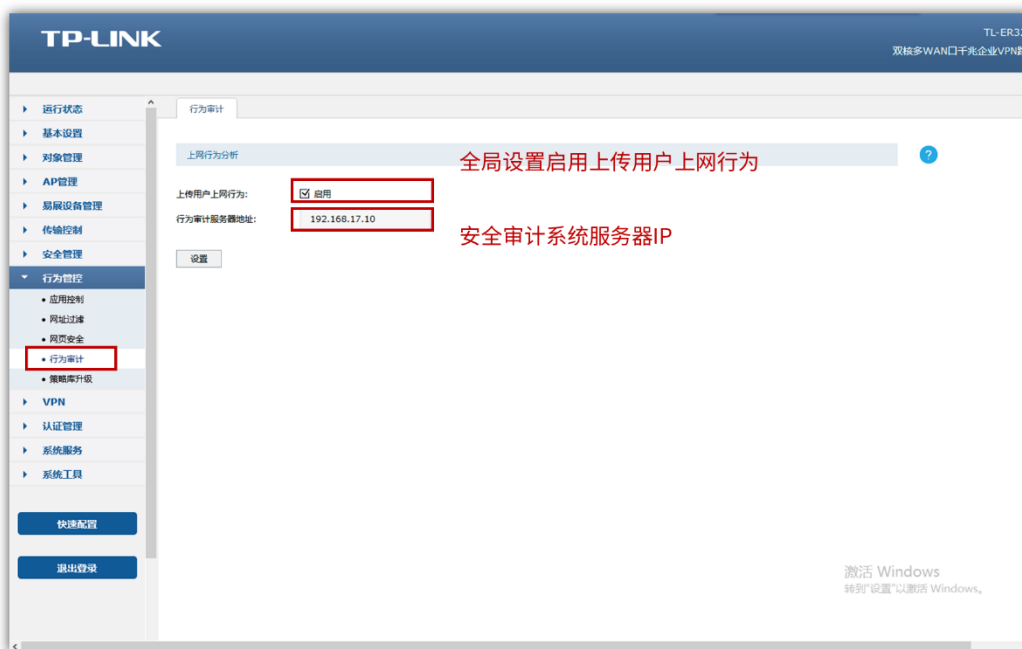 TP-LINK
TL-ER32
双核多WAN口千兆企业VPN路
运行状态
基本设置
对象管理
AP管理
易展设备管理
传输控制
安全管理
行为管控
应用控制
网址过滤
网页安全
行为审计
策略库升级
VPN
认证管理
系统服务
系统工具
快速配置
退出登录
行为审计
上网行为分析
全局设置启用上传用户上网行为
?
上传用户上网行为: 启用
行为审计服务器地址: 192.168.17.10
安全审计系统服务器IP
设置
激活 Windows
转到"设置"以激活 Windows。